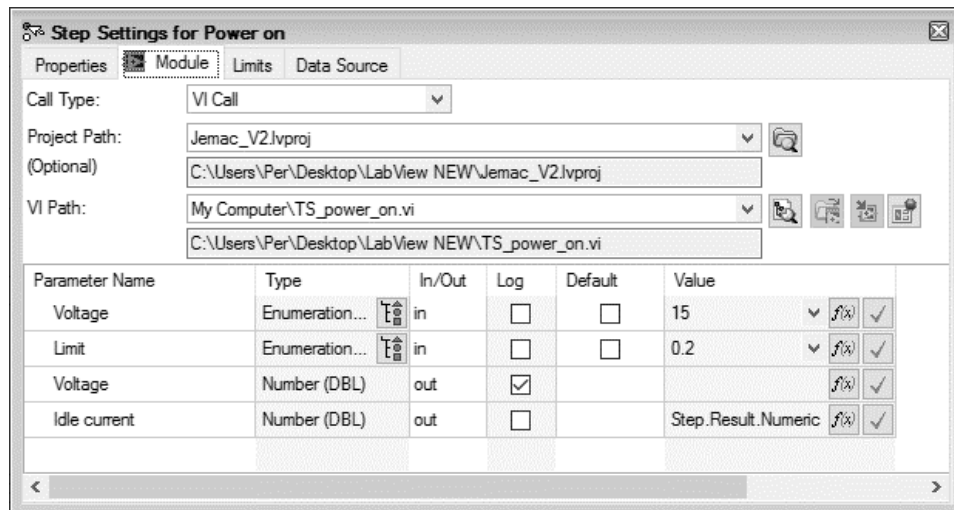 Step Settings for Power on
Properties Module Limits Data Source
Call Type: VI Call
Project Path: Jemac_V2.lvproj
(Optional) C:\Users\Per\Desktop\LabView NEW\Jemac_V2.lvproj
VI Path: My Computer\TS_power_on.vi
C:\Users\Per\Desktop\LabView NEW\TS_power_on.vi
Parameter Name Type In/Out Log Default Value
Voltage Enumeration... in 15 f(x)
Limit Enumeration... in 0.2 f(x)
Voltage Number (DBL) out f(x)
Idle current Number (DBL) out Step.Result.Numeric f(x)